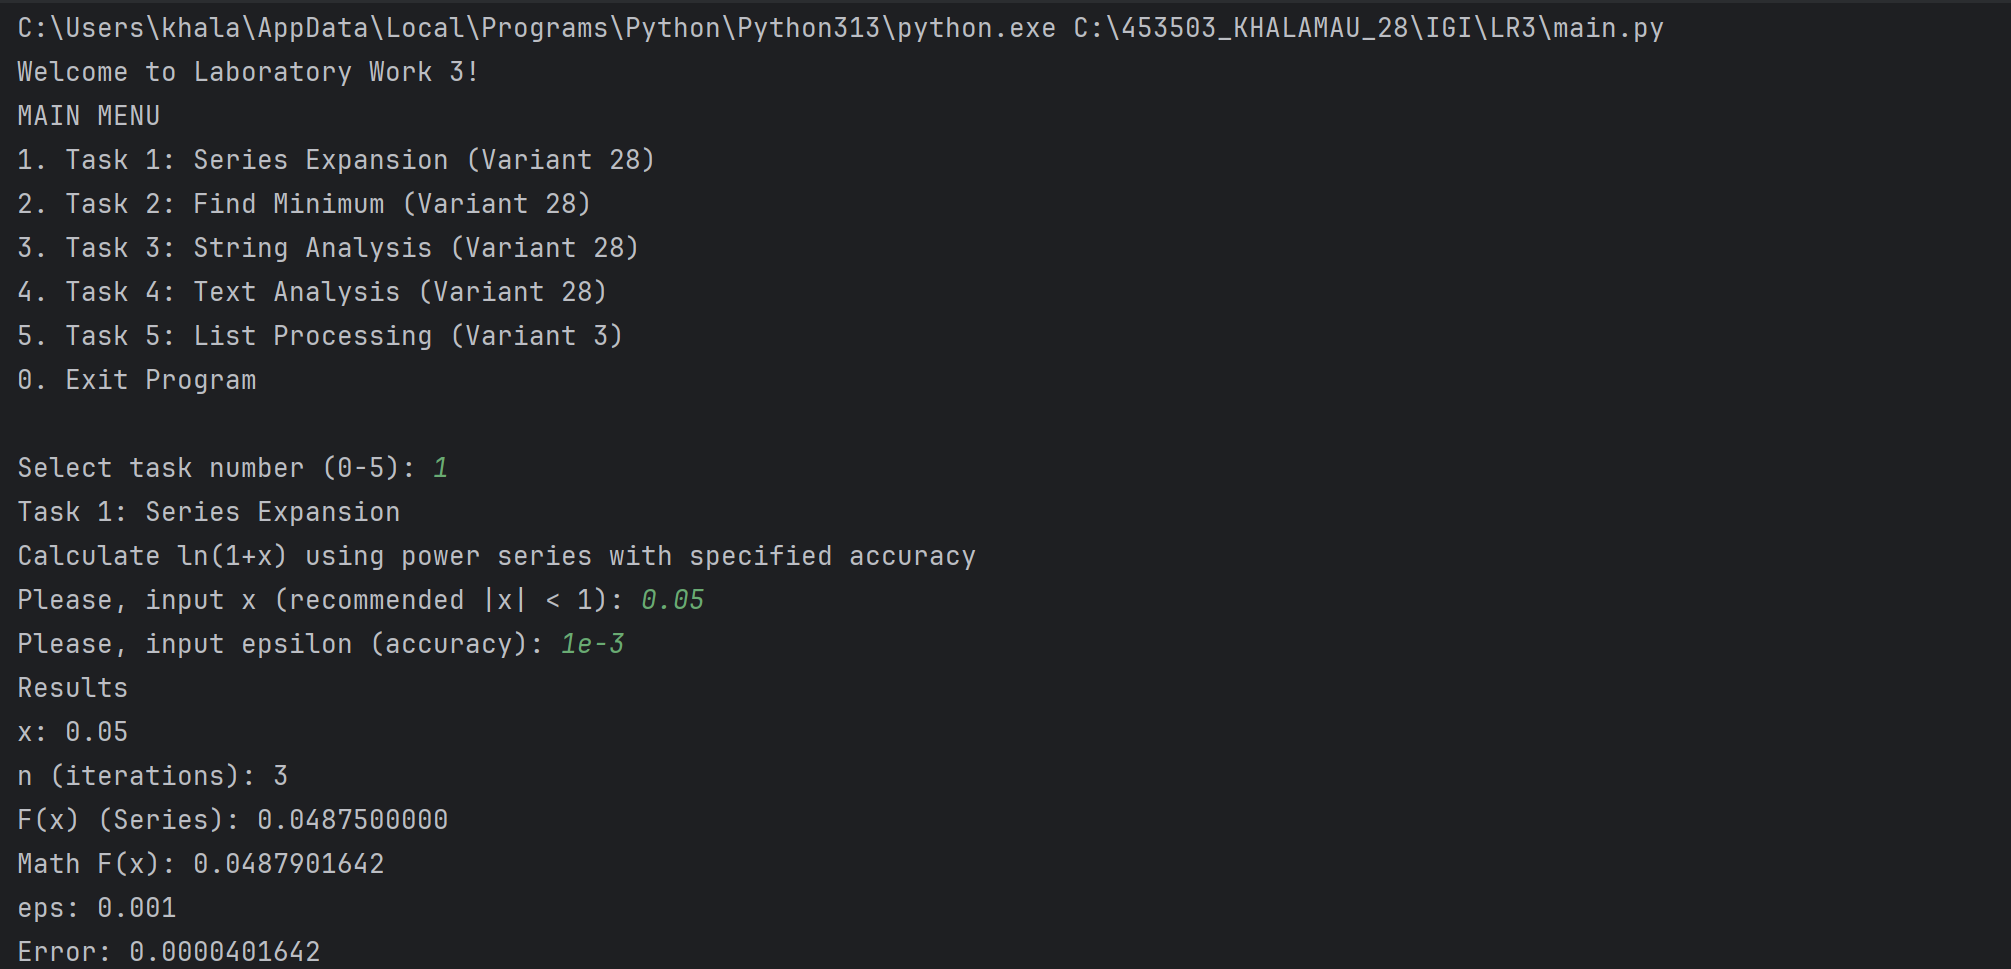 C:\Users\khala\AppData\Local\Programs\Python\Python313\python.exe C:\453503_KHALAMAU_28\IGI\LR3\main.py
Welcome to Laboratory Work 3!
MAIN MENU
1. Task 1: Series Expansion (Variant 28)
2. Task 2: Find Minimum (Variant 28)
3. Task 3: String Analysis (Variant 28)
4. Task 4: Text Analysis (Variant 28)
5. Task 5: List Processing (Variant 3)
0. Exit Program
Select task number (0-5): 1
Task 1: Series Expansion
Calculate ln(1+x) using power series with specified accuracy
Please, input x (recommended |x| < 1): 0.05
Please, input epsilon (accuracy): 1e-3
Results
x: 0.05
n (iterations): 3
F(x) (Series): 0.0487500000
Math F(x): 0.0487901642
eps: 0.001
Error: 0.0000401642